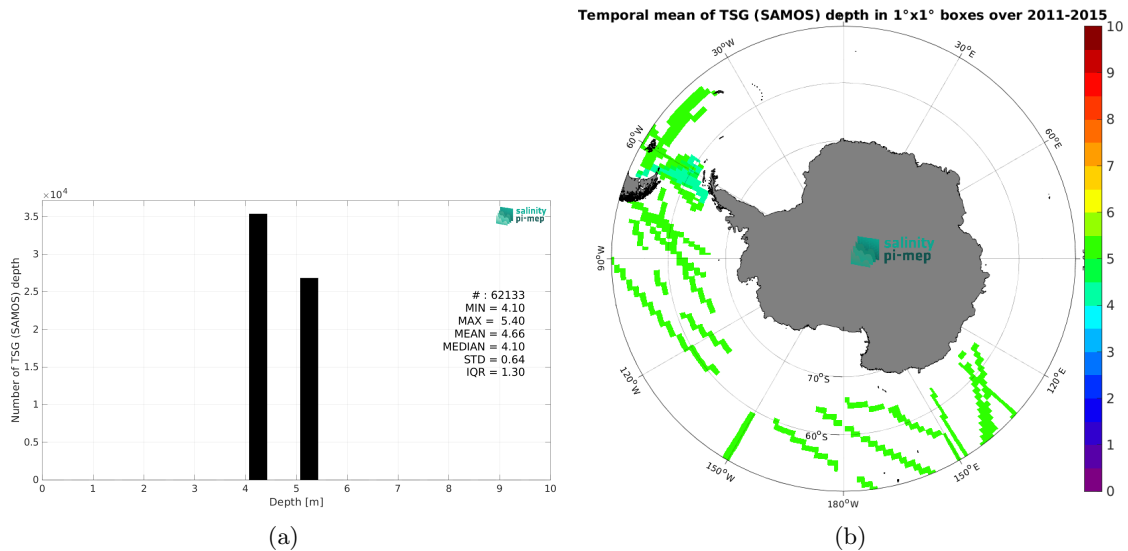 ×10⁴
3.5
3
2.5
2
1.5
1
0.5
0
0 1 2 3 4 5 6 7 8 9 10
Number of TSG (SAMOS) depth
Depth [m]
salinity
pi-mep
# : 62133
MIN = 4.10
MAX = 5.40
MEAN = 4.66
MEDIAN = 4.10
STD = 0.64
IQR = 1.30
(a)
Temporal mean of TSG (SAMOS) depth in 1°x1° boxes over 2011-2015
30°W
30°E
60°W
60°E
90°W
salinity
pi-mep
120°W
120°E
70°S
60°S
150°W
150°E
180°W
10
9
8
7
6
5
4
3
2
1
0
(b)